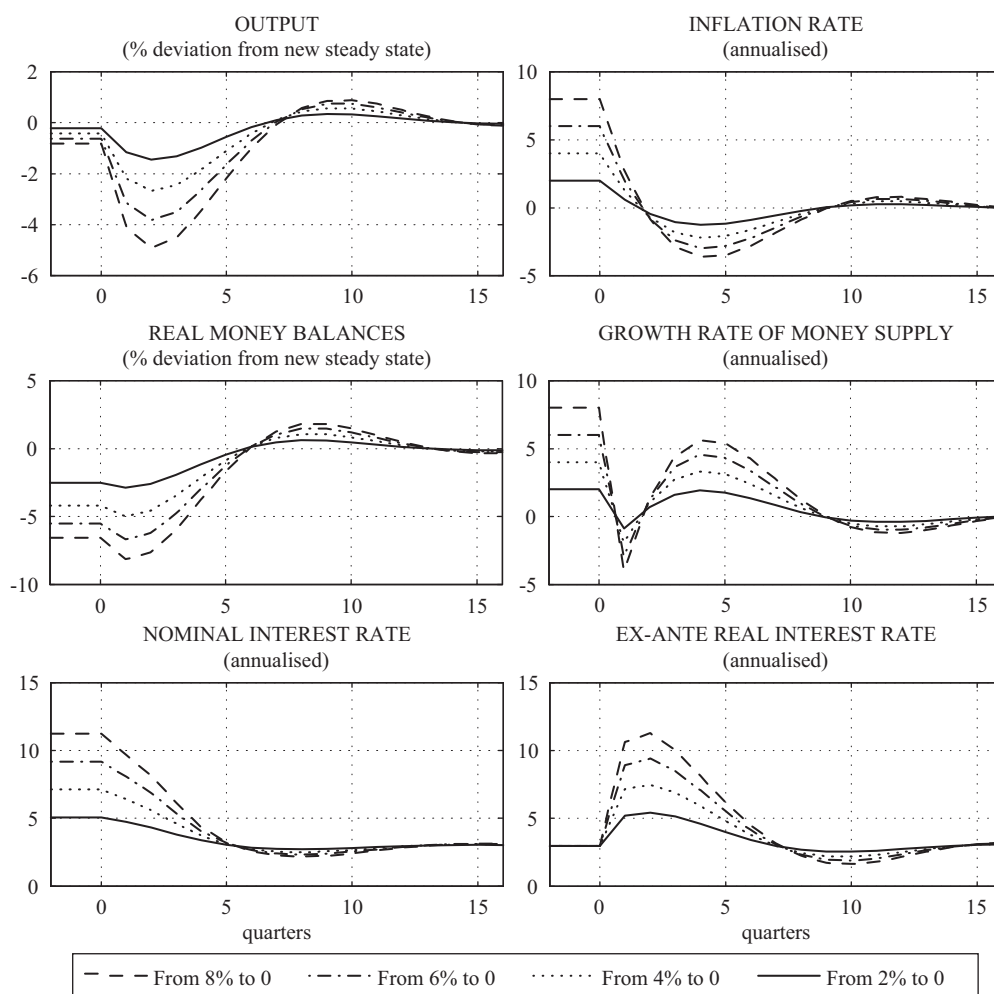 OUTPUT
(% deviation from new steady state)
2
0
-2
-4
-6
0
5
10
15
INFLATION RATE
(annualised)
10
5
0
-5
0
5
10
15
REAL MONEY BALANCES
(% deviation from new steady state)
5
0
-5
-10
0
5
10
15
GROWTH RATE OF MONEY SUPPLY
(annualised)
10
5
0
-5
0
5
10
15
NOMINAL INTEREST RATE
(annualised)
15
10
5
0
0
5
10
15
quarters
EX-ANTE REAL INTEREST RATE
(annualised)
15
10
5
0
0
5
10
15
quarters
From 8% to 0
From 6% to 0
From 4% to 0
From 2% to 0